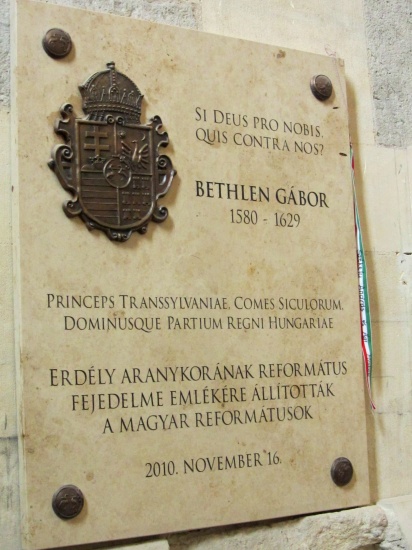 SI DEUS PRO NOBIS,
QUIS CONTRA NOS?
BETHLEN GÁBOR
1580 - 1629
PRINCEPS TRANSSYLVANIAE, COMES SICULORUM,
DOMINUSQUE PARTIUM REGNI HUNGARIAE
ERDÉLY ARANYKORÁNAK REFORMÁTUS
FEJEDELME EMLÉKÉRE ÁLLÍTOTTÁK
A MAGYAR REFORMÁTUSOK
2010. NOVEMBER 16.